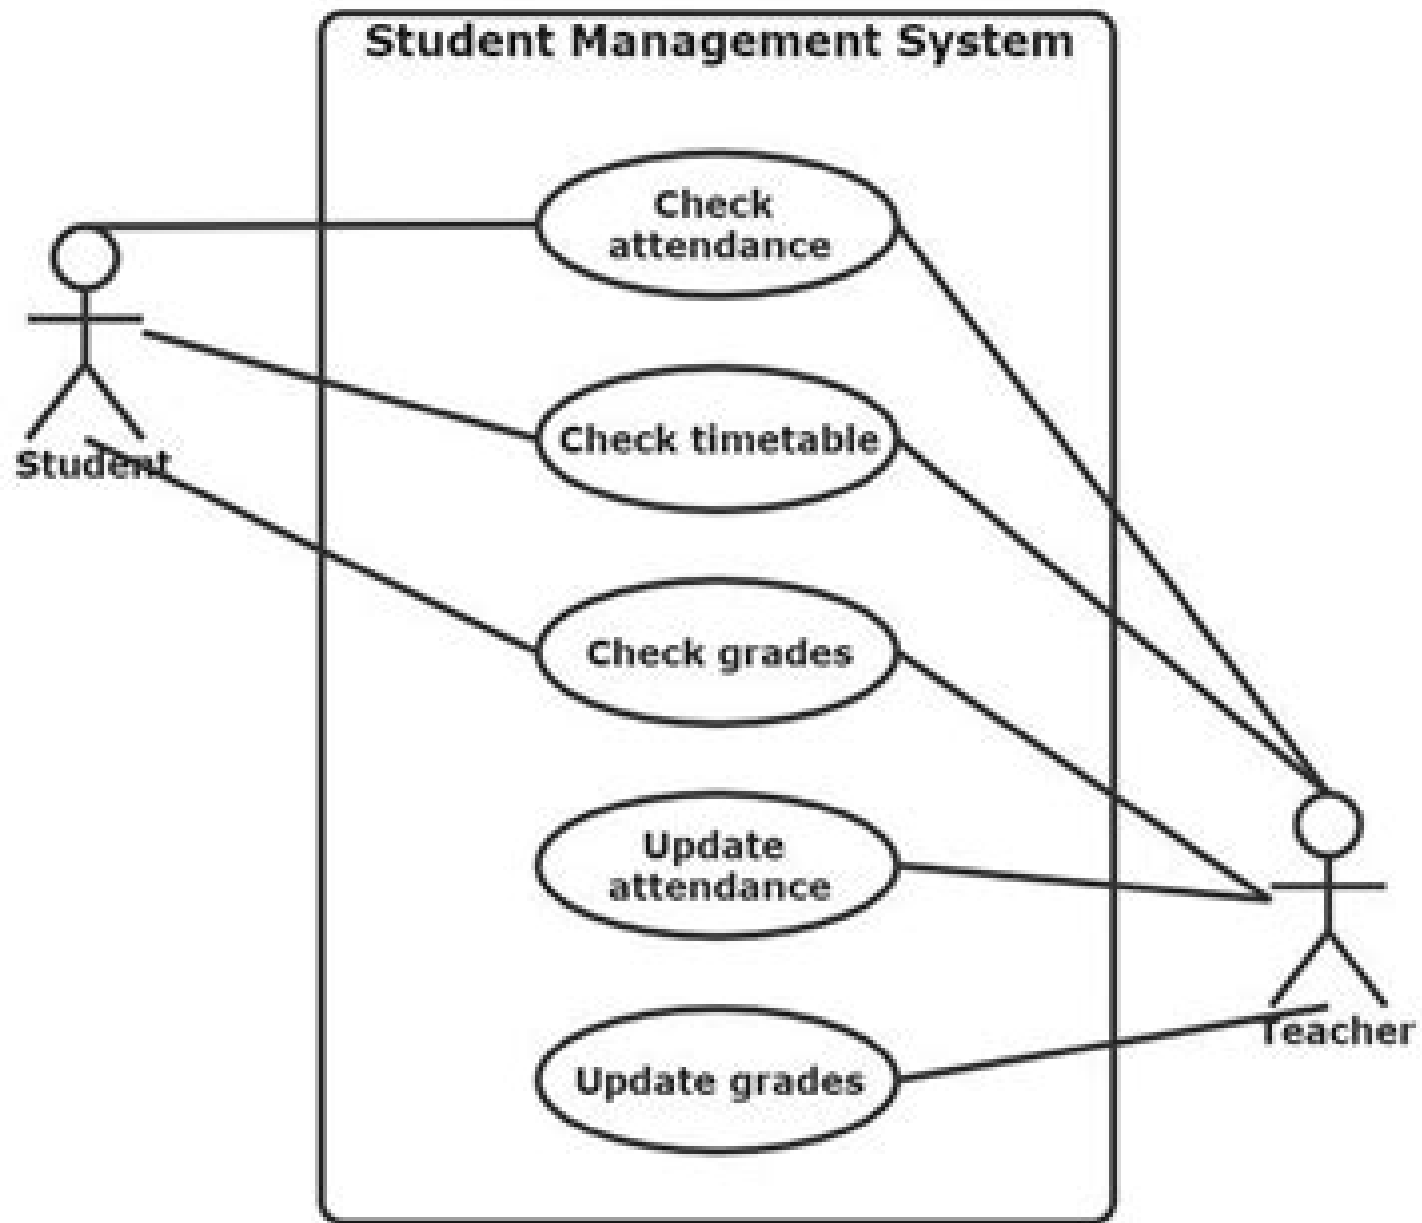 Student Management System
Check
attendance
Check timetable
Student
Check grades
Update
attendance
Teacher
Update grades